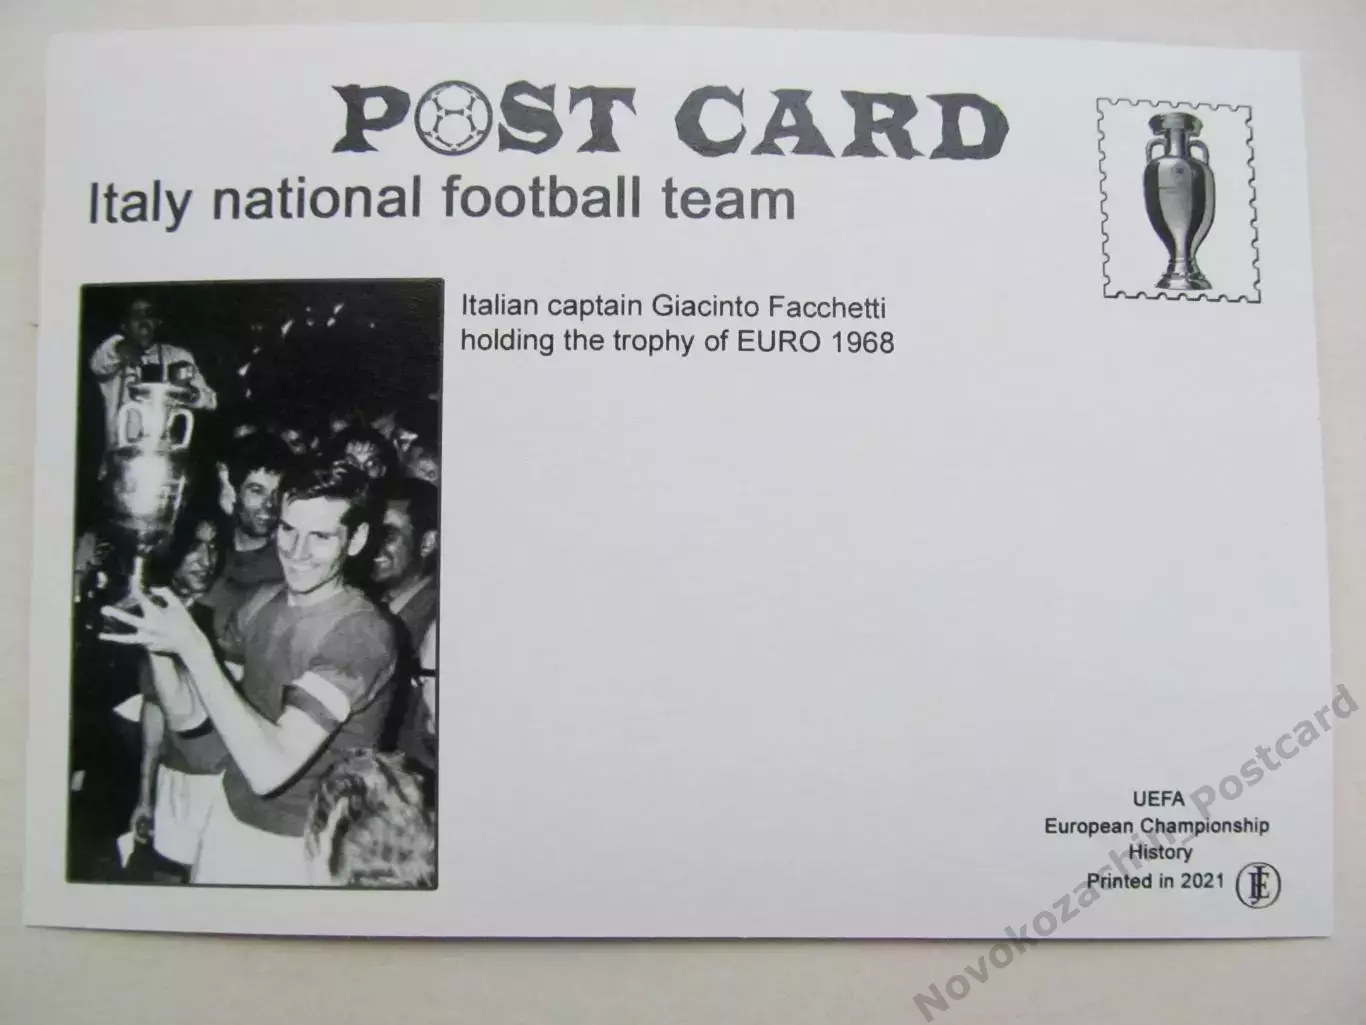 POST CARD
Italy national football team
Italian captain Giacinto Facchetti
holding the trophy of EURO 1968
UEFA
European Championship
History
Printed in 2021
Novokozachin_Postcard